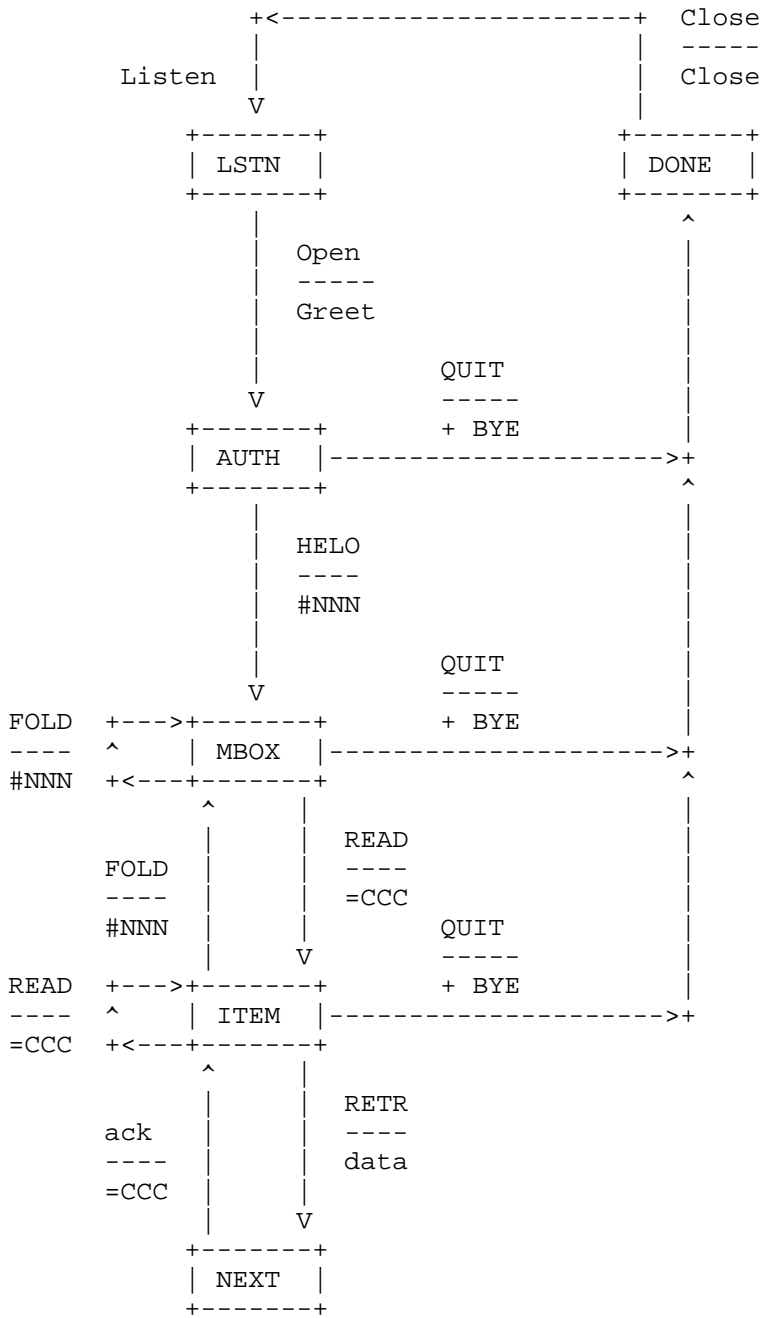 Close
-----
Listen Close
LSTN DONE
Open
-----
Greet
QUIT
-----
+ BYE
AUTH
HELO
----
#NNN
QUIT
-----
FOLD + BYE
---- MBOX
#NNN
READ
FOLD ----
---- =CCC
#NNN QUIT
-----
READ + BYE
---- ITEM
=CCC
RETR
ack ----
---- data
=CCC
NEXT